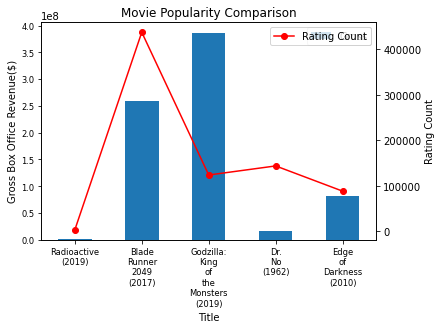 Movie Popularity Comparison
1e8
Rating Count
4.0
3.5
3.0
2.5
2.0
1.5
1.0
0.5
0.0
Gross Box Office Revenue($)
400000
300000
200000
100000
0
Rating Count
Radioactive
(2019)
Blade
Runner
2049
(2017)
Godzilla:
King
of
the
Monsters
(2019)
Dr.
No
(1962)
Edge
of
Darkness
(2010)
Title